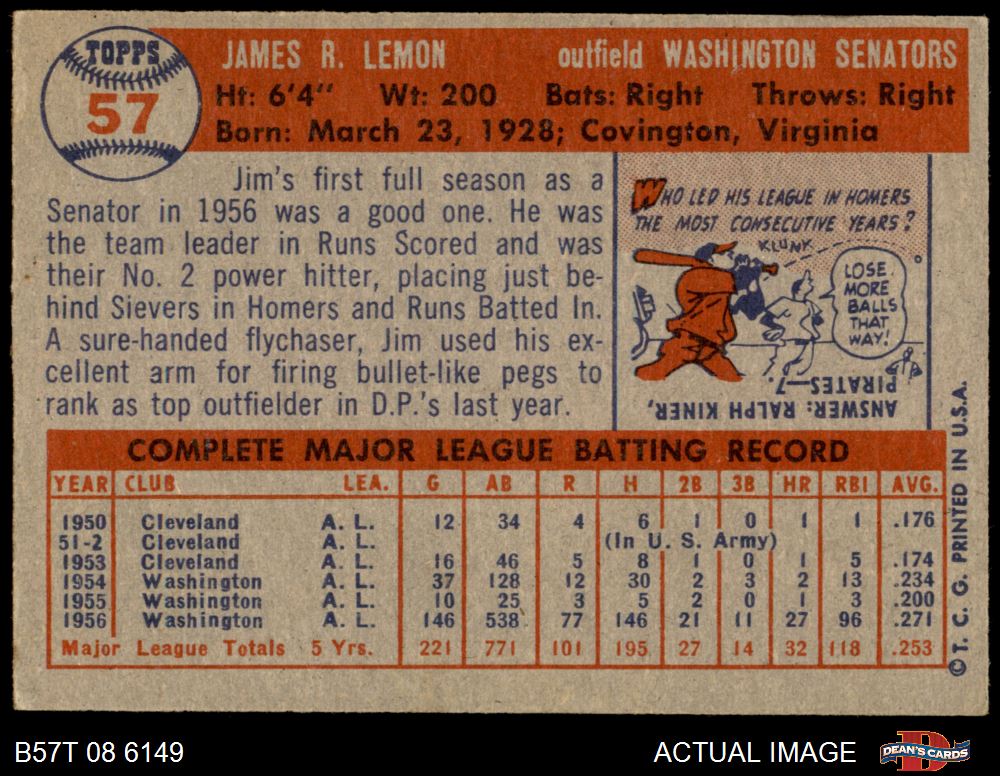 TOPPS
57
JAMES R. LEMON outfield WASHINGTON SENATORS
Ht: 6'4" Wt: 200 Bats: Right Throws: Right
Born: March 23, 1928; Covington, Virginia
Jim's first full season as a
Senator in 1956 was a good one. He was
the team leader in Runs Scored and was
their No. 2 power hitter, placing just be-
hind Sievers in Homers and Runs Batted In.
A sure-handed flychaser, Jim used his ex-
cellent arm for firing bullet-like pegs to
rank as top outfielder in D.P.'s last year.
WHO LED HIS LEAGUE IN HOMERS
THE MOST CONSECUTIVE YEARS?
KLUNK
LOSE
MORE
BALLS
THAT
WAY!
ANSWER: RALPH KINER,
PIRATES—7.
COMPLETE MAJOR LEAGUE BATTING RECORD
YEAR CLUB LEA. G AB R H 2B 3B HR RBI AVG.
1950 Cleveland A. L. 12 34 4 6 1 0 1 1 .176
51-2 Cleveland A. L. (In U. S. Army)
1953 Cleveland A. L. 16 46 5 8 1 0 1 5 .174
1954 Washington A. L. 37 128 12 30 2 3 2 13 .234
1955 Washington A. L. 10 25 3 5 2 0 1 3 .200
1956 Washington A. L. 146 538 77 146 21 11 27 96 .271
Major League Totals 5 Yrs. 221 771 101 195 27 14 32 118 .253
© T. C. G. PRINTED IN U.S.A.
B57T 08 6149 ACTUAL IMAGE
DEAN'S CARDS